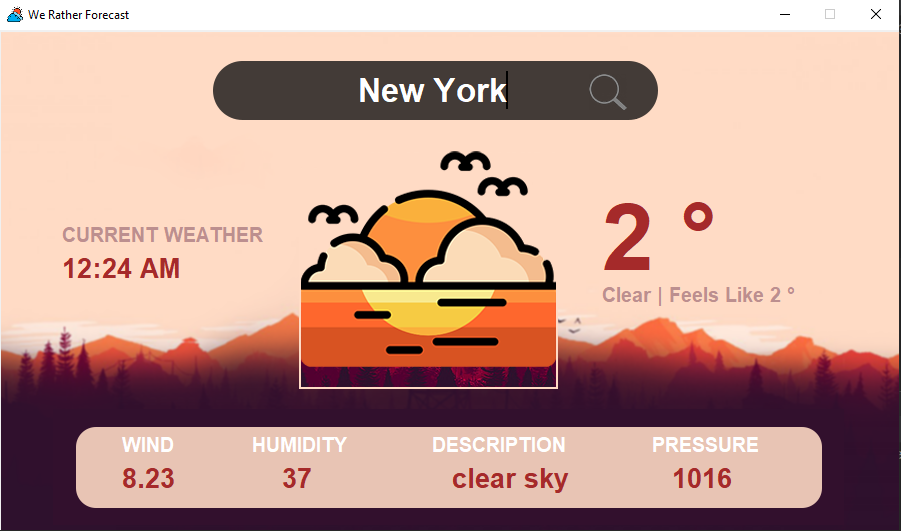 We Rather Forecast
New York
CURRENT WEATHER
12:24 AM
2 °
Clear | Feels Like 2 °
WIND HUMIDITY DESCRIPTION PRESSURE
8.23 37 clear sky 1016